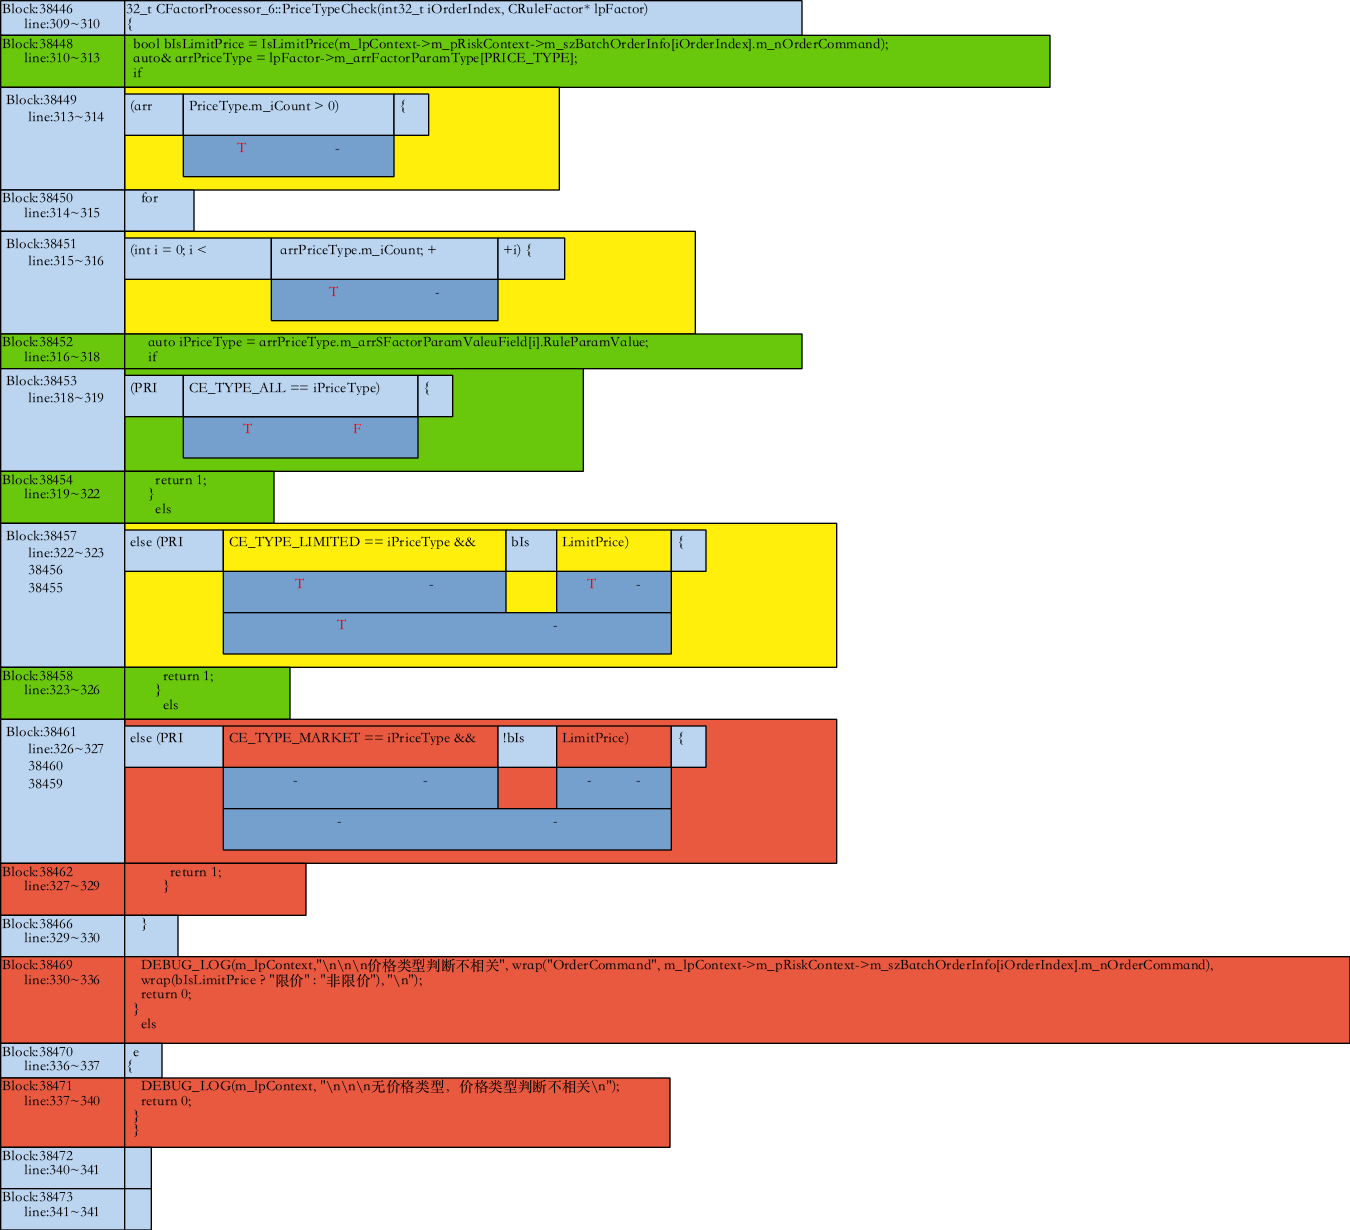 Block:38446
line:309~310
32_t CFactorProcessor_6::PriceTypeCheck(int32_t iOrderIndex, CRuleFactor* lpFactor)
{
Block:38448
line:310~313
bool bIsLimitPrice = IsLimitPrice(m_lpContext->m_pRiskContext->m_szBatchOrderInfo[iOrderIndex].m_nOrderCommand);
auto& arrPriceType = lpFactor->m_arrFactorParamType[PRICE_TYPE];
if
Block:38449
line:313~314
(arr PriceType.m_iCount > 0) {
T -
Block:38450
line:314~315
for
Block:38451
line:315~316
(int i = 0; i < arrPriceType.m_iCount; + +i) {
T -
Block:38452
line:316~318
auto iPriceType = arrPriceType.m_arrSFactorParamValeuField[i].RuleParamValue;
if
Block:38453
line:318~319
(PRI CE_TYPE_ALL == iPriceType) {
T F
Block:38454
line:319~322
return 1;
}
els
Block:38457
line:322~323
38456
38455
else (PRI CE_TYPE_LIMITED == iPriceType && bIs LimitPrice) {
T - T -
T -
Block:38458
line:323~326
return 1;
}
els
Block:38461
line:326~327
38460
38459
else (PRI CE_TYPE_MARKET == iPriceType && !bIs LimitPrice) {
- - - -
- -
Block:38462
line:327~329
return 1;
}
Block:38466
line:329~330
}
Block:38469
line:330~336
DEBUG_LOG(m_lpContext,"\n\n\n价格类型判断不相关", wrap("OrderCommand", m_lpContext->m_pRiskContext->m_szBatchOrderInfo[iOrderIndex].m_nOrderCommand),
wrap(bIsLimitPrice ? "限价" : "非限价"), "\n");
return 0;
}
els
Block:38470
line:336~337
e
{
Block:38471
line:337~340
DEBUG_LOG(m_lpContext, "\n\n\n无价格类型，价格类型判断不相关\n");
return 0;
}
}
Block:38472
line:340~341
Block:38473
line:341~341